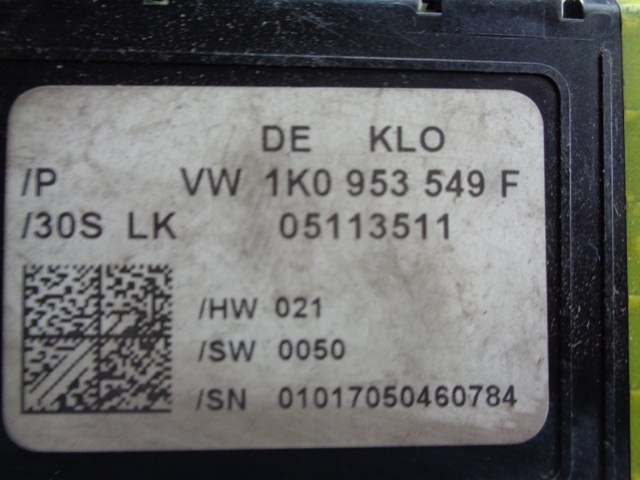 DE KLO
/P VW 1K0 953 549 F
/30S LK 05113511
/HW 021
/SW 0050
/SN 01017050460784